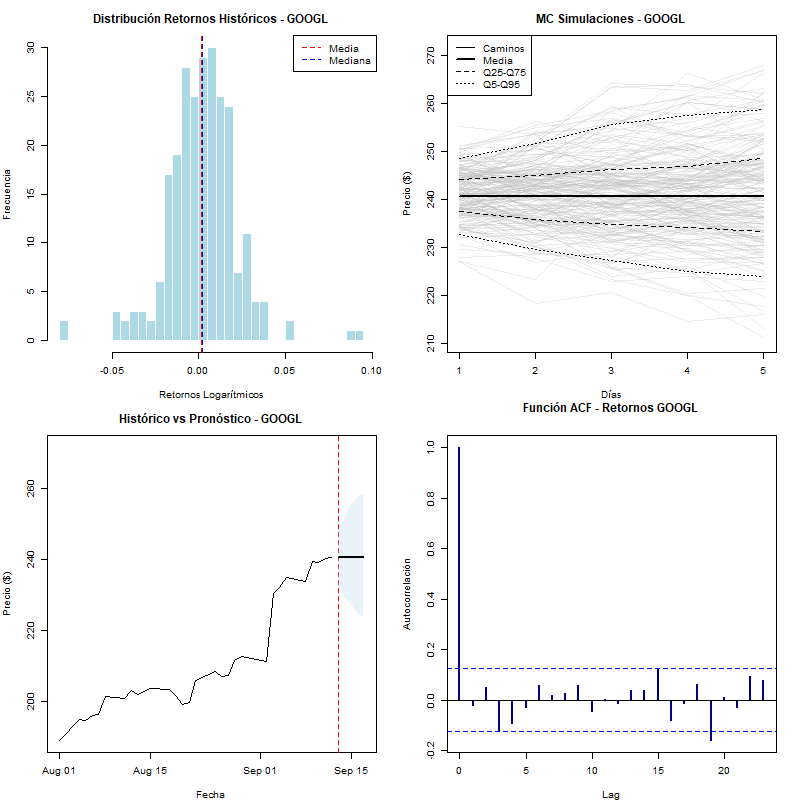 Distribución Retornos Históricos - GOOGL
Frecuencia
0
5
10
15
20
25
30
Media
Mediana
-0.05
0.00
0.05
0.10
Retornos Logarítmicos
MC Simulaciones - GOOGL
Precio ($)
210
220
230
240
250
260
270
Caminos
Media
Q25-Q75
Q5-Q95
1
2
3
4
5
Días
Histórico vs Pronóstico - GOOGL
Precio ($)
200
220
240
260
Aug 01
Aug 15
Sep 01
Sep 15
Fecha
Función ACF - Retornos GOOGL
Autocorrelación
-0.2
0.0
0.2
0.4
0.6
0.8
1.0
0
5
10
15
20
Lag